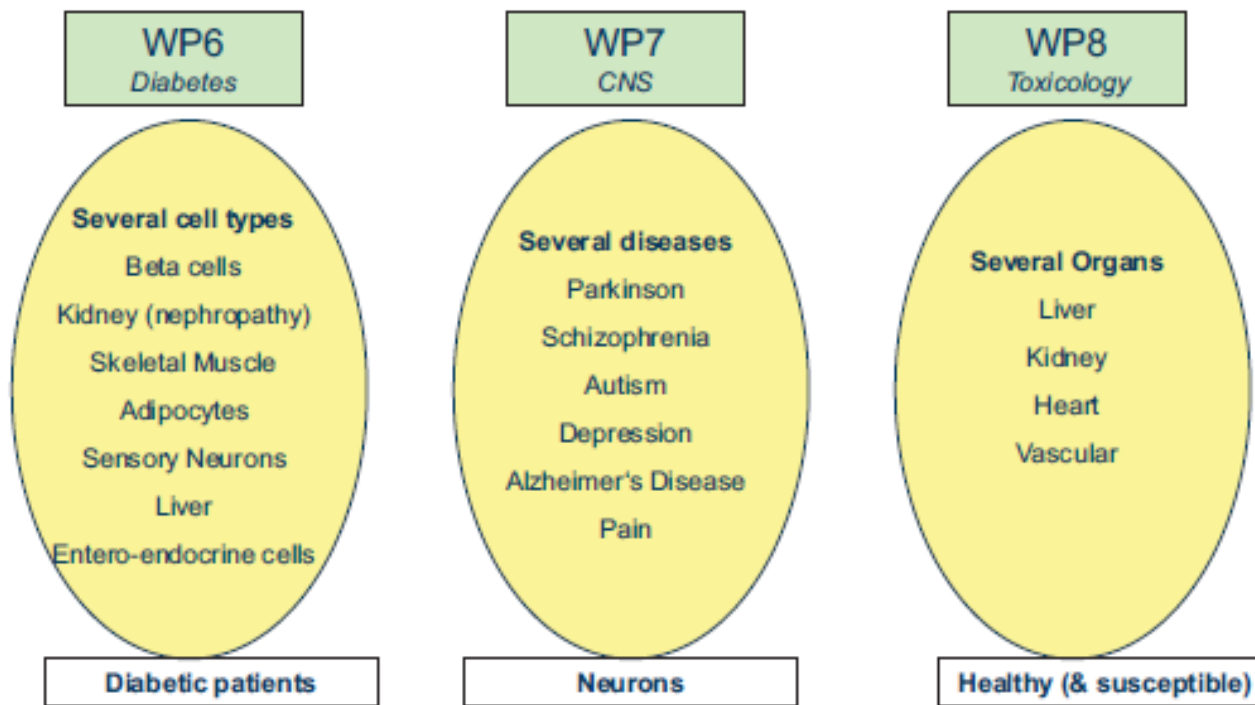 WP6
Diabetes
Several cell types
Beta cells
Kidney (nephropathy)
Skeletal Muscle
Adipocytes
Sensory Neurons
Liver
Entero-endocrine cells
Diabetic patients
WP7
CNS
Several diseases
Parkinson
Schizophrenia
Autism
Depression
Alzheimer‘s Disease
Pain
Neurons
WP8
Toxicology
Several Organs
Liver
Kidney
Heart
Vascular
Healthy (& susceptible)